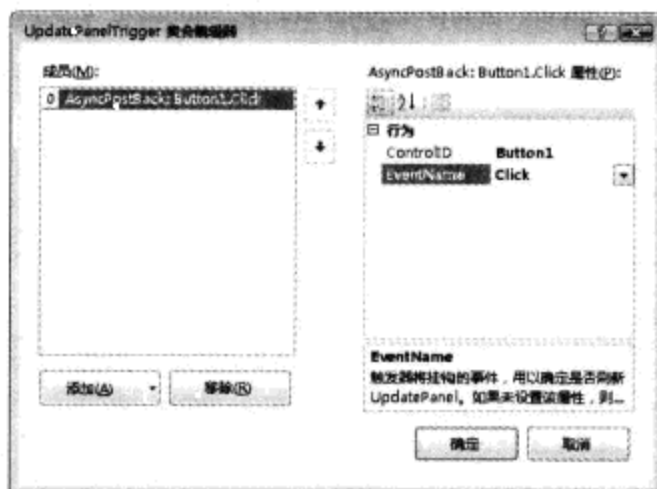 UpdatePanelTrigger 集合编辑器
成员(M):
0 AsyncPostBack: Button1.Click
添加(A)
移除(R)
AsyncPostBack: Button1.Click 属性(P):
行为
ControlID Button1
EventName Click
EventName
触发器将挂钩的事件，用以确定是否刷新
UpdatePanel。如果未设置该属性，则...
确定
取消